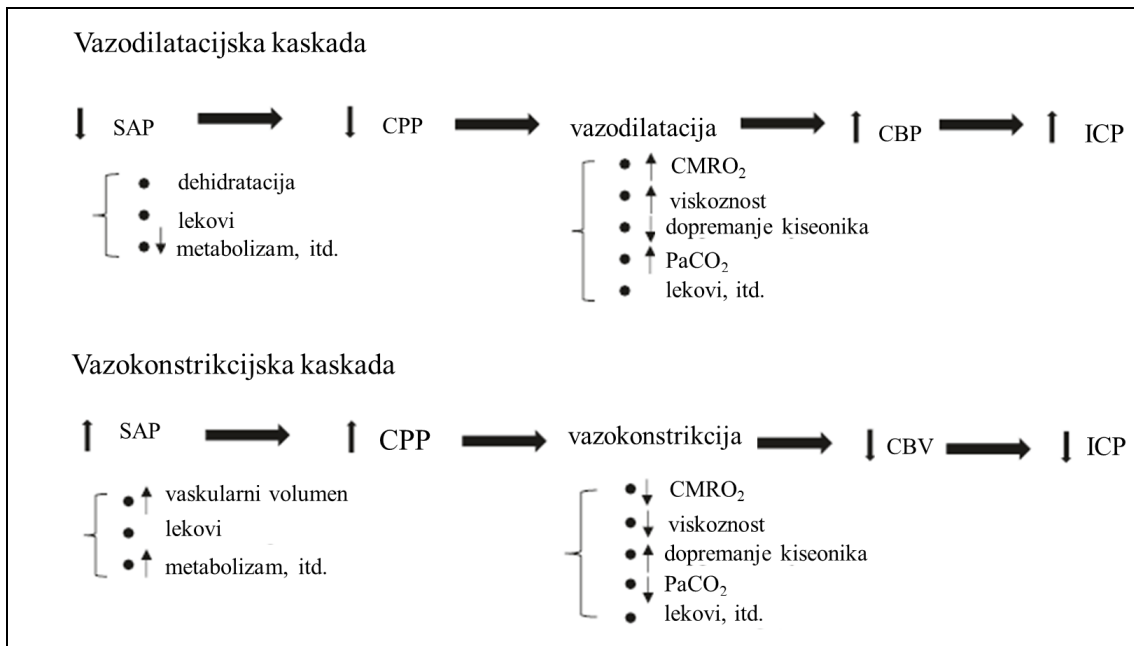 Vazodilatacijska kaskada
↓ SAP → ↓ CPP → vazodilatacija → ↑ CBP → ↑ ICP
• dehidratacija
• lekovi
• ↓ metabolizam, itd.
• ↑ CMRO₂
• ↑ viskoznost
• ↓ dopremanje kiseonika
• ↑ PaCO₂
• lekovi, itd.
Vazokonstrikcijska kaskada
↑ SAP → ↑ CPP → vazokonstrikcija → ↓ CBV → ↓ ICP
• ↑ vaskularni volumen
• lekovi
• ↑ metabolizam, itd.
• ↓ CMRO₂
• ↓ viskoznost
• ↑ dopremanje kiseonika
• ↓ PaCO₂
• lekovi, itd.